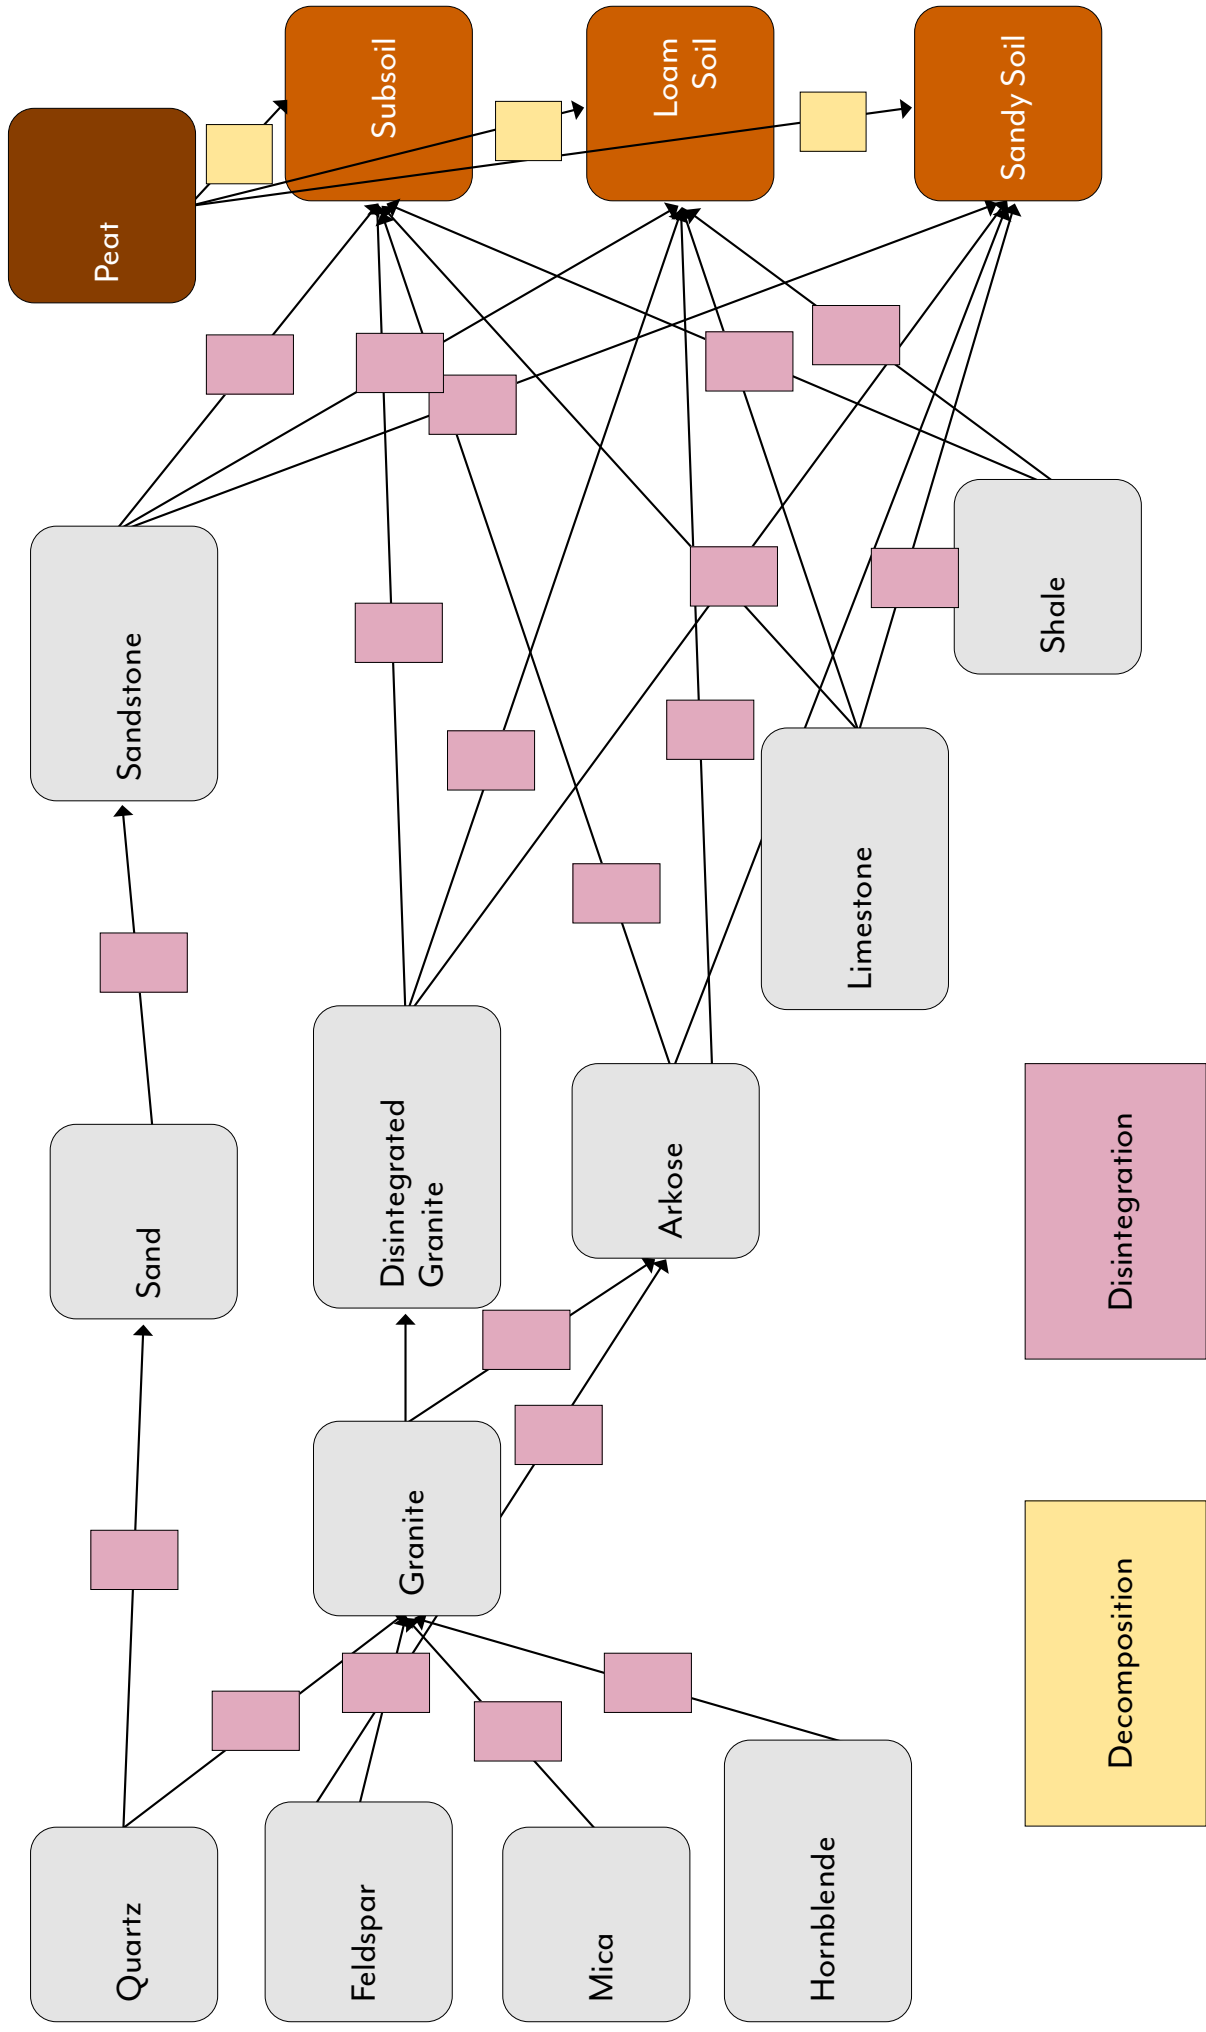 Quartz
Feldspar
Mica
Hornblende
Granite
Sand
Disintegrated
Granite
Arkose
Sandstone
Limestone
Shale
Peat
Subsoil
Loam
Soil
Sandy Soil
Decomposition
Disintegration